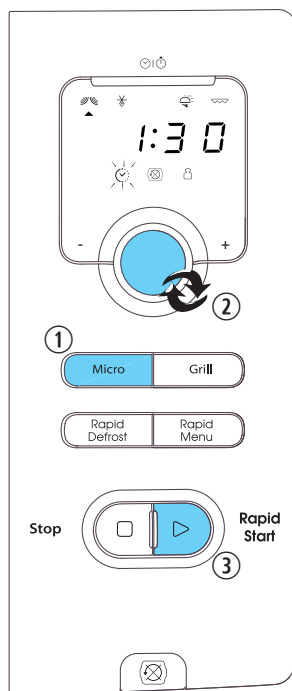 1:30
- +
2
1
Micro Grill
Rapid Rapid
Defrost Menu
Stop
Rapid
Start
3